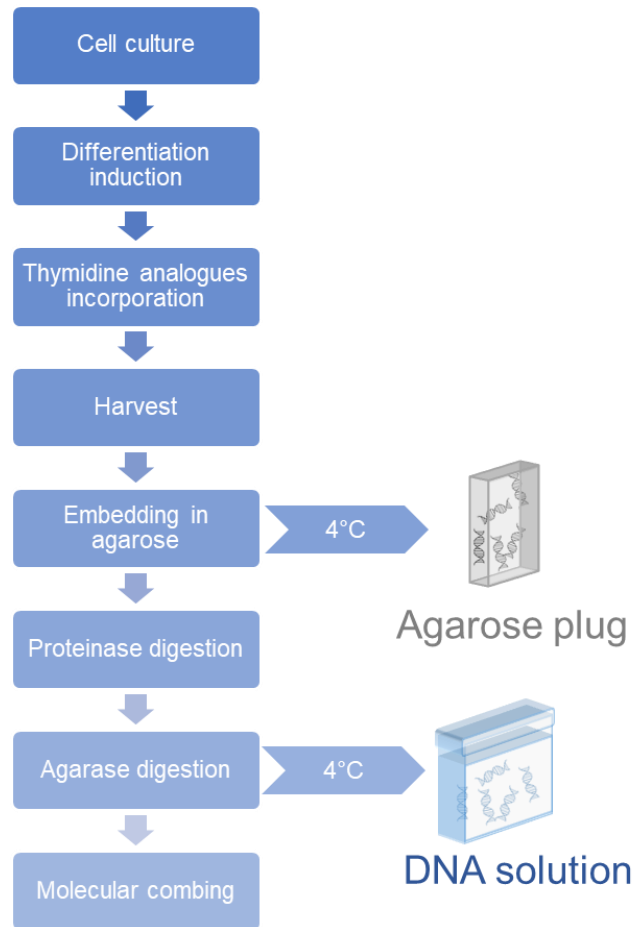 Cell culture
Differentiation
induction
Thymidine analogues
incorporation
Harvest
Embedding in
agarose
4°C
Agarose plug
Proteinase digestion
Agarase digestion
4°C
DNA solution
Molecular combing